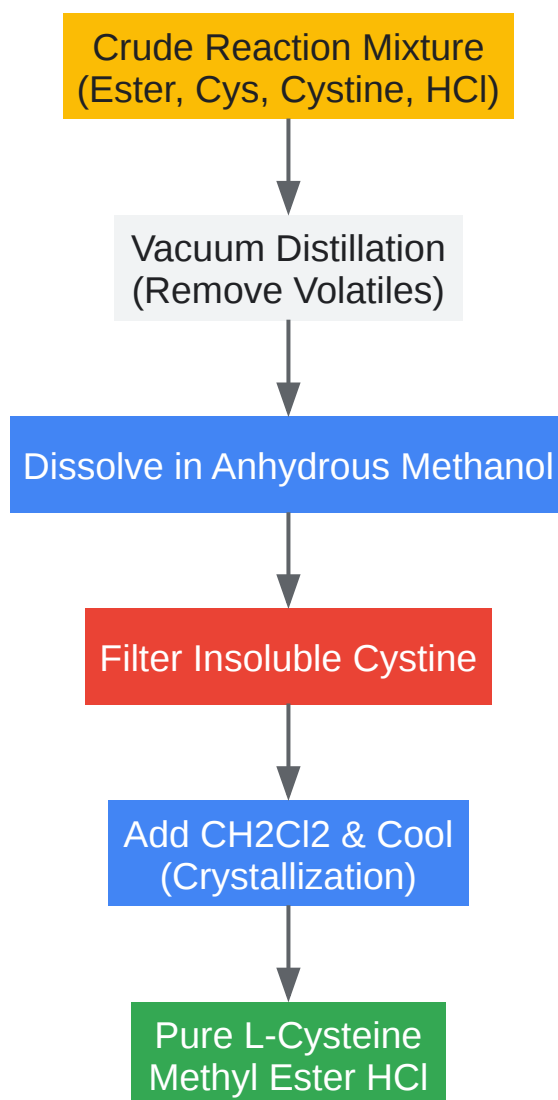 Crude Reaction Mixture
(Ester, Cys, Cystine, HCl)
Vacuum Distillation
(Remove Volatiles)
Dissolve in Anhydrous Methanol
Filter Insoluble Cystine
Add CH2Cl2 & Cool
(Crystallization)
Pure L-Cysteine
Methyl Ester HCl